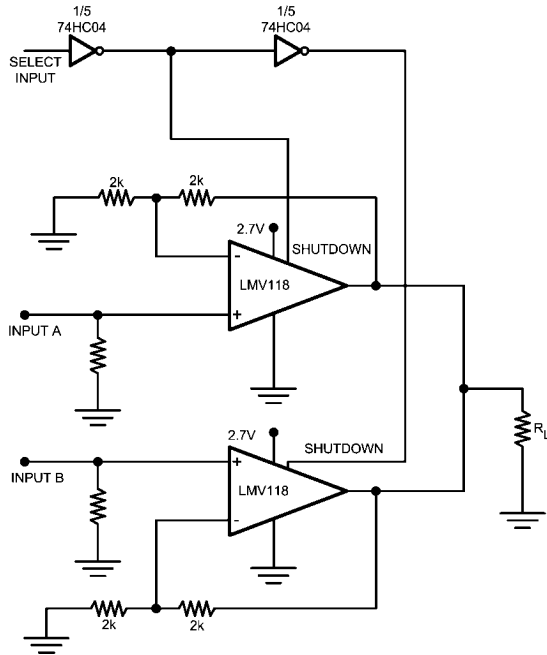 1/5
74HC04
1/5
74HC04
SELECT
INPUT
2k
2k
2.7V
SHUTDOWN
-
LMV118
+
INPUT A
2.7V
SHUTDOWN
+
LMV118
-
INPUT B
RL
2k
2k